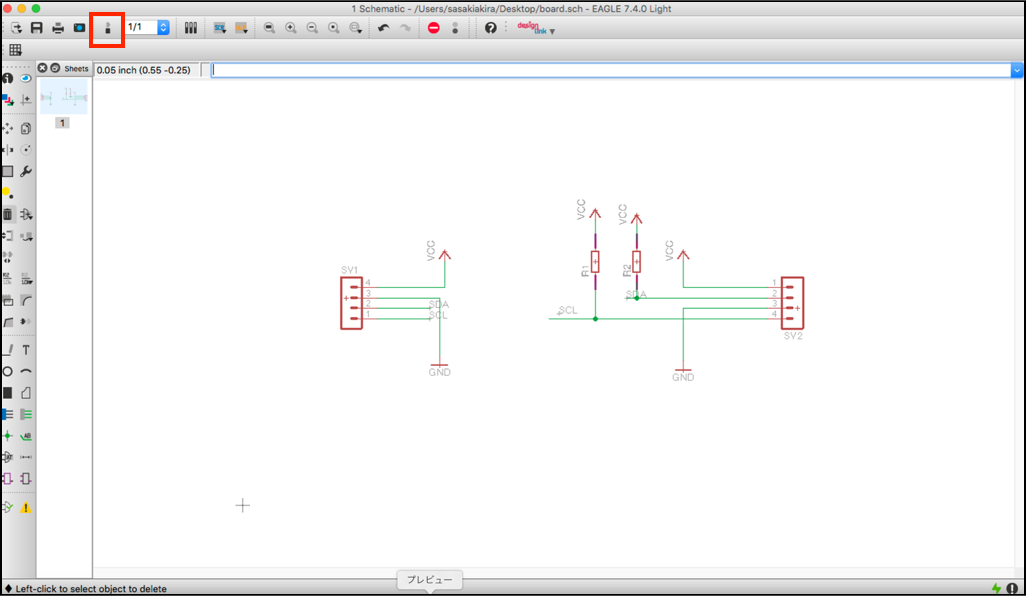 1 Schematic - /Users/sasakiakira/Desktop/board.sch - EAGLE 7.4.0 Light
1/1
design link
Sheets
0.05 inch (0.55 -0.25)
1
VCC
VCC
VCC
VCC
R1
R2
SV1
4
3
2
1
SDA
SCL
GND
SDA
SCL
1
2
3
4
SV2
GND
プレビュー
Left-click to select object to delete